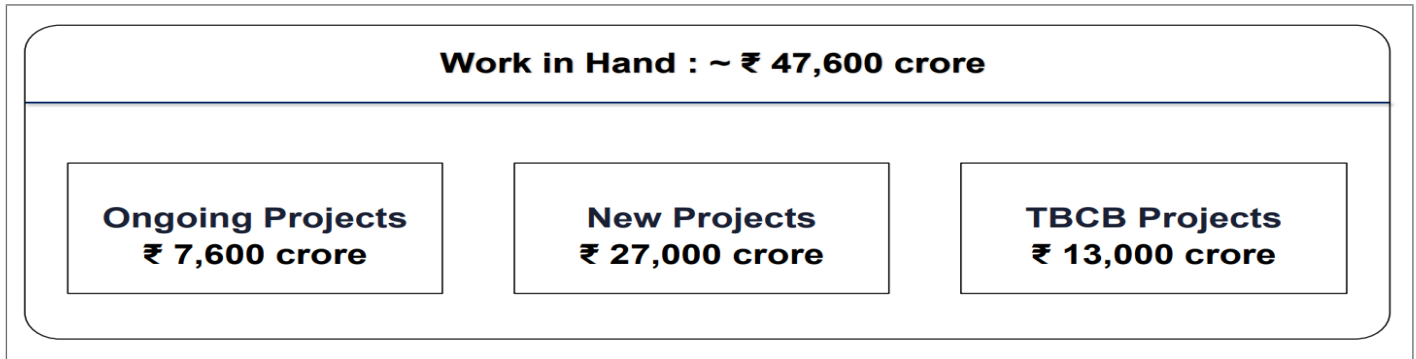 Work in Hand : ~ ₹ 47,600 crore
Ongoing Projects
₹ 7,600 crore
New Projects
₹ 27,000 crore
TBCB Projects
₹ 13,000 crore